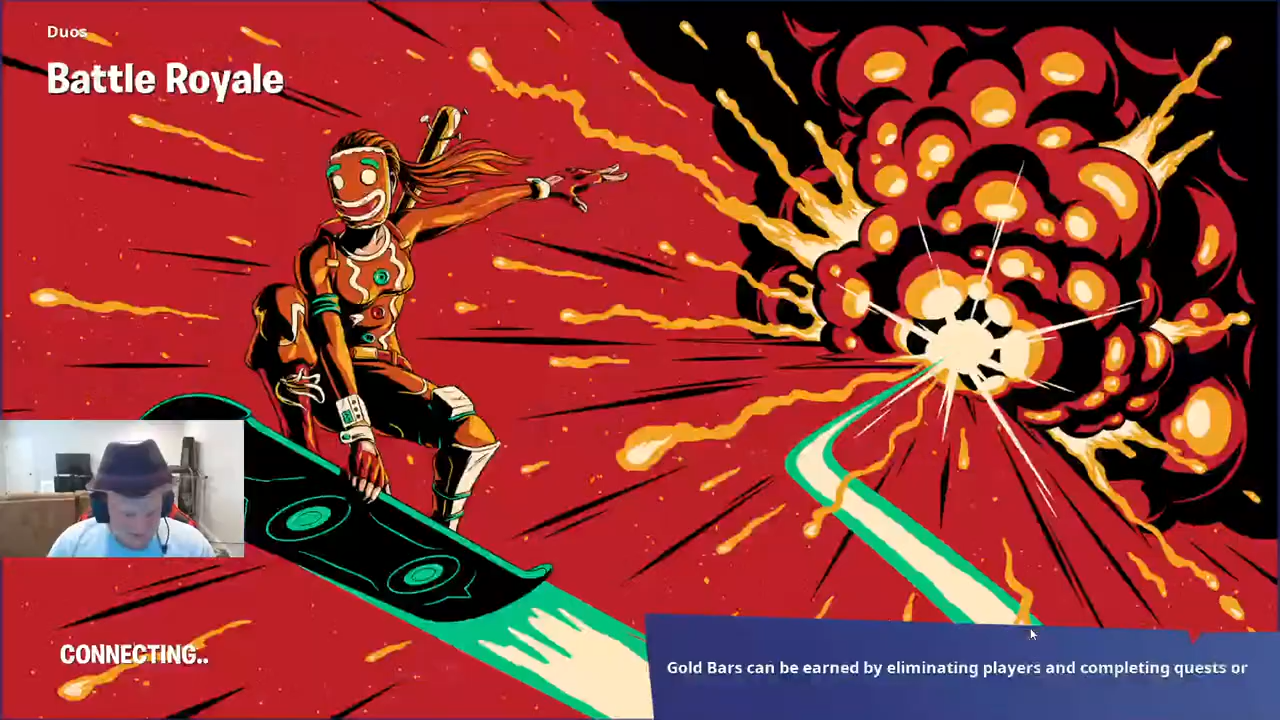 Duos
Battle Royale
CONNECTING..
Gold Bars can be earned by eliminating players and completing quests or